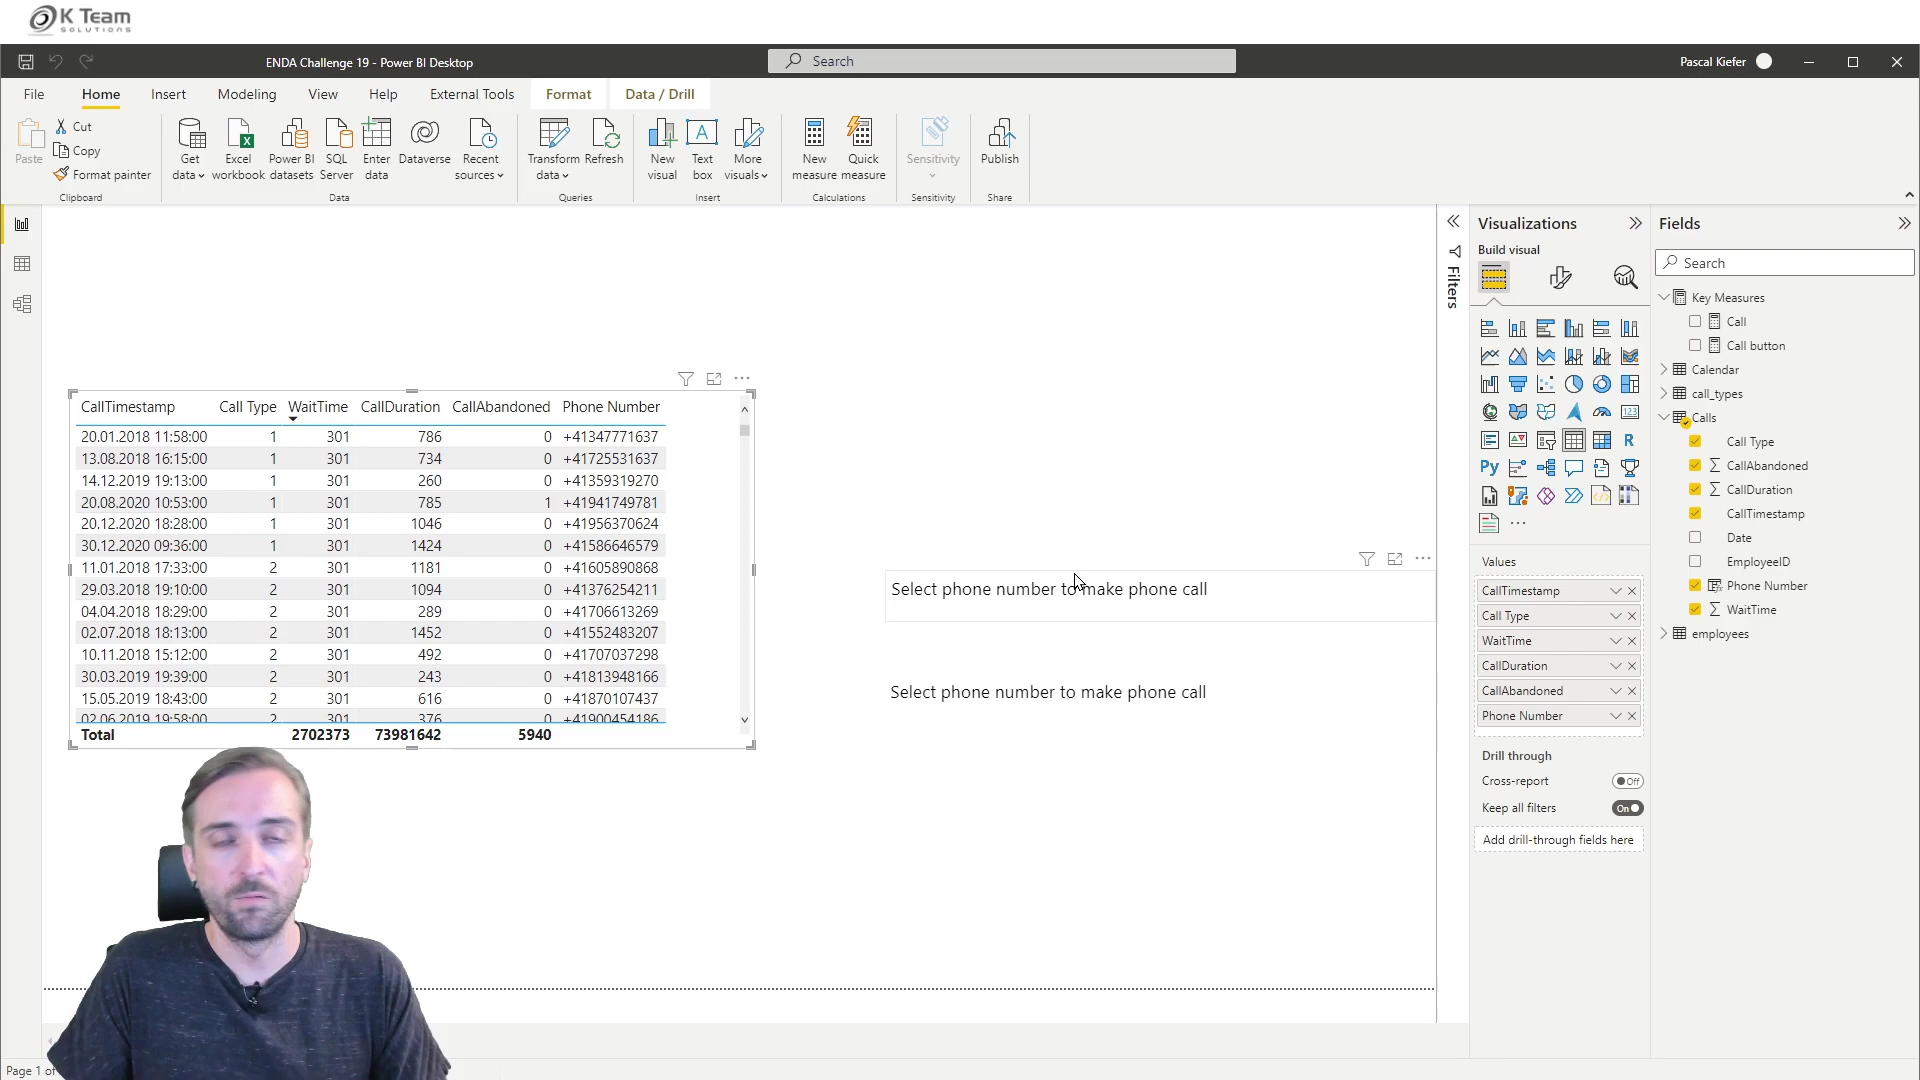 K Team
SOLUTIONS
ENDA Challenge 19 - Power BI Desktop
Search
Pascal Kiefer
File
Home
Insert
Modeling
View
Help
External Tools
Format
Data / Drill
Paste
Cut
Copy
Format painter
Clipboard
Get data
Excel workbook
Power BI datasets
SQL Server
Enter data
Dataverse
Recent sources
Data
Transform data
Refresh
Queries
New visual
Text box
More visuals
Insert
New measure
Quick measure
Calculations
Sensitivity
Sensitivity
Publish
Share
CallTimestamp Call Type WaitTime CallDuration CallAbandoned Phone Number
20.01.2018 11:58:00 1 301 786 0 +41347771637
13.08.2018 16:15:00 1 301 734 0 +41725531637
14.12.2019 19:13:00 1 301 260 0 +41359319270
20.08.2020 10:53:00 1 301 785 1 +41941749781
20.12.2020 18:28:00 1 301 1046 0 +41956370624
30.12.2020 09:36:00 1 301 1424 0 +41586646579
11.01.2018 17:33:00 2 301 1181 0 +41605890868
29.03.2018 19:10:00 2 301 1094 0 +41376254211
04.04.2018 18:29:00 2 301 289 0 +41706613269
02.07.2018 18:13:00 2 301 1452 0 +41552483207
10.11.2018 15:12:00 2 301 492 0 +41707037298
30.03.2019 19:39:00 2 301 243 0 +41813948166
15.05.2019 18:43:00 2 301 616 0 +41870107437
02.06.2019 19:58:00 2 301 376 0 +41900454186
Total 2702373 73981642 5940
Select phone number to make phone call
Select phone number to make phone call
Filters
Visualizations
Build visual
123
R
Py
Values
CallTimestamp
Call Type
WaitTime
CallDuration
CallAbandoned
Phone Number
Drill through
Cross-report
Off
Keep all filters
On
Add drill-through fields here
Fields
Search
Key Measures
Call
Call button
Calendar
call_types
Calls
Call Type
CallAbandoned
CallDuration
CallTimestamp
Date
EmployeeID
Phone Number
WaitTime
employees
Page 1 of